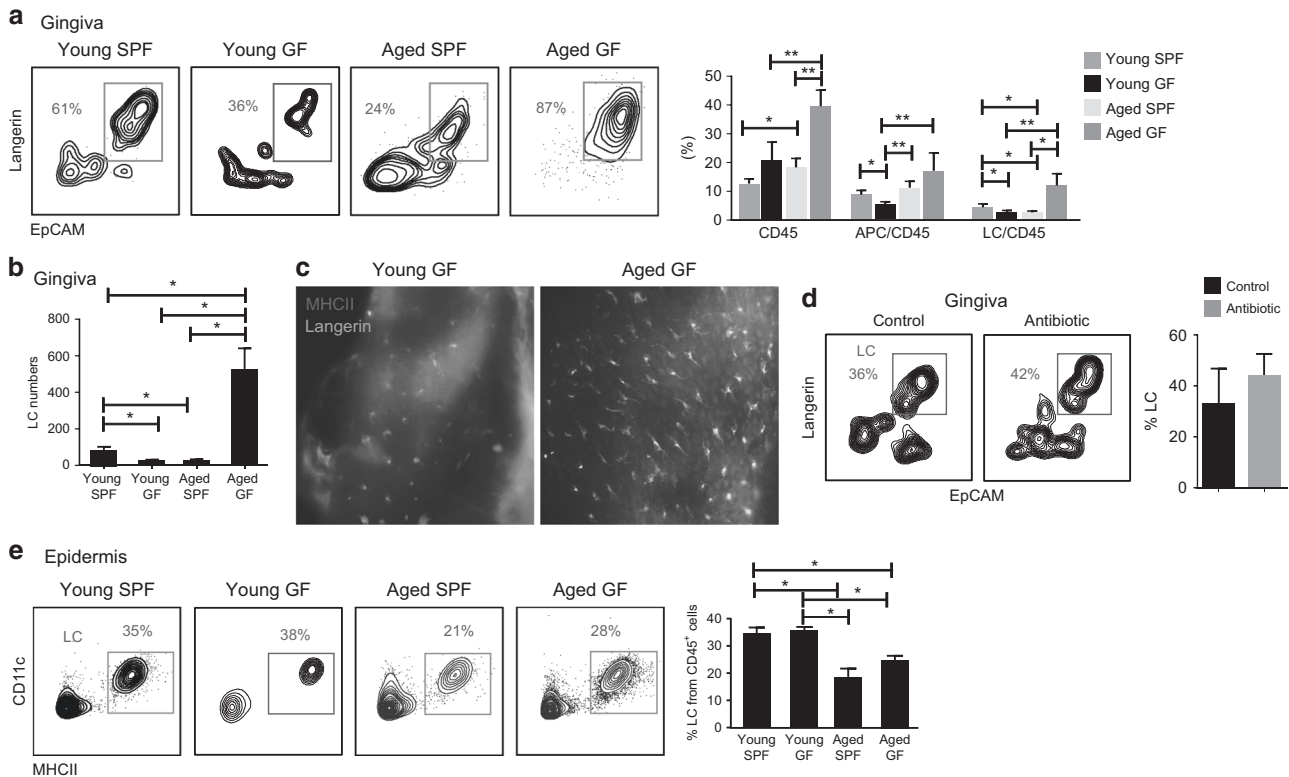 a Gingiva
Young SPF Young GF Aged SPF Aged GF
61% 36% 24% 87%
Langerin
EpCAM
(%)
50
40
30
20
10
0
** ** * ** * ** * ** * * *
CD45 APC/CD45 LC/CD45
Young SPF
Young GF
Aged SPF
Aged GF
b Gingiva
* * * * *
LC numbers
800
600
400
200
0
Young SPF Young GF Aged SPF Aged GF
c Young GF Aged GF
MHCII
Langerin
d Gingiva
Control Antibiotic
LC
36% 42%
Langerin
EpCAM
Control
Antibiotic
% LC
60
40
20
0
e Epidermis
Young SPF Young GF Aged SPF Aged GF
LC 35% 38% 21% 28%
CD11c
MHCII
* * * *
% LC from CD45+ cells
40
30
20
10
0
Young SPF Young GF Aged SPF Aged GF